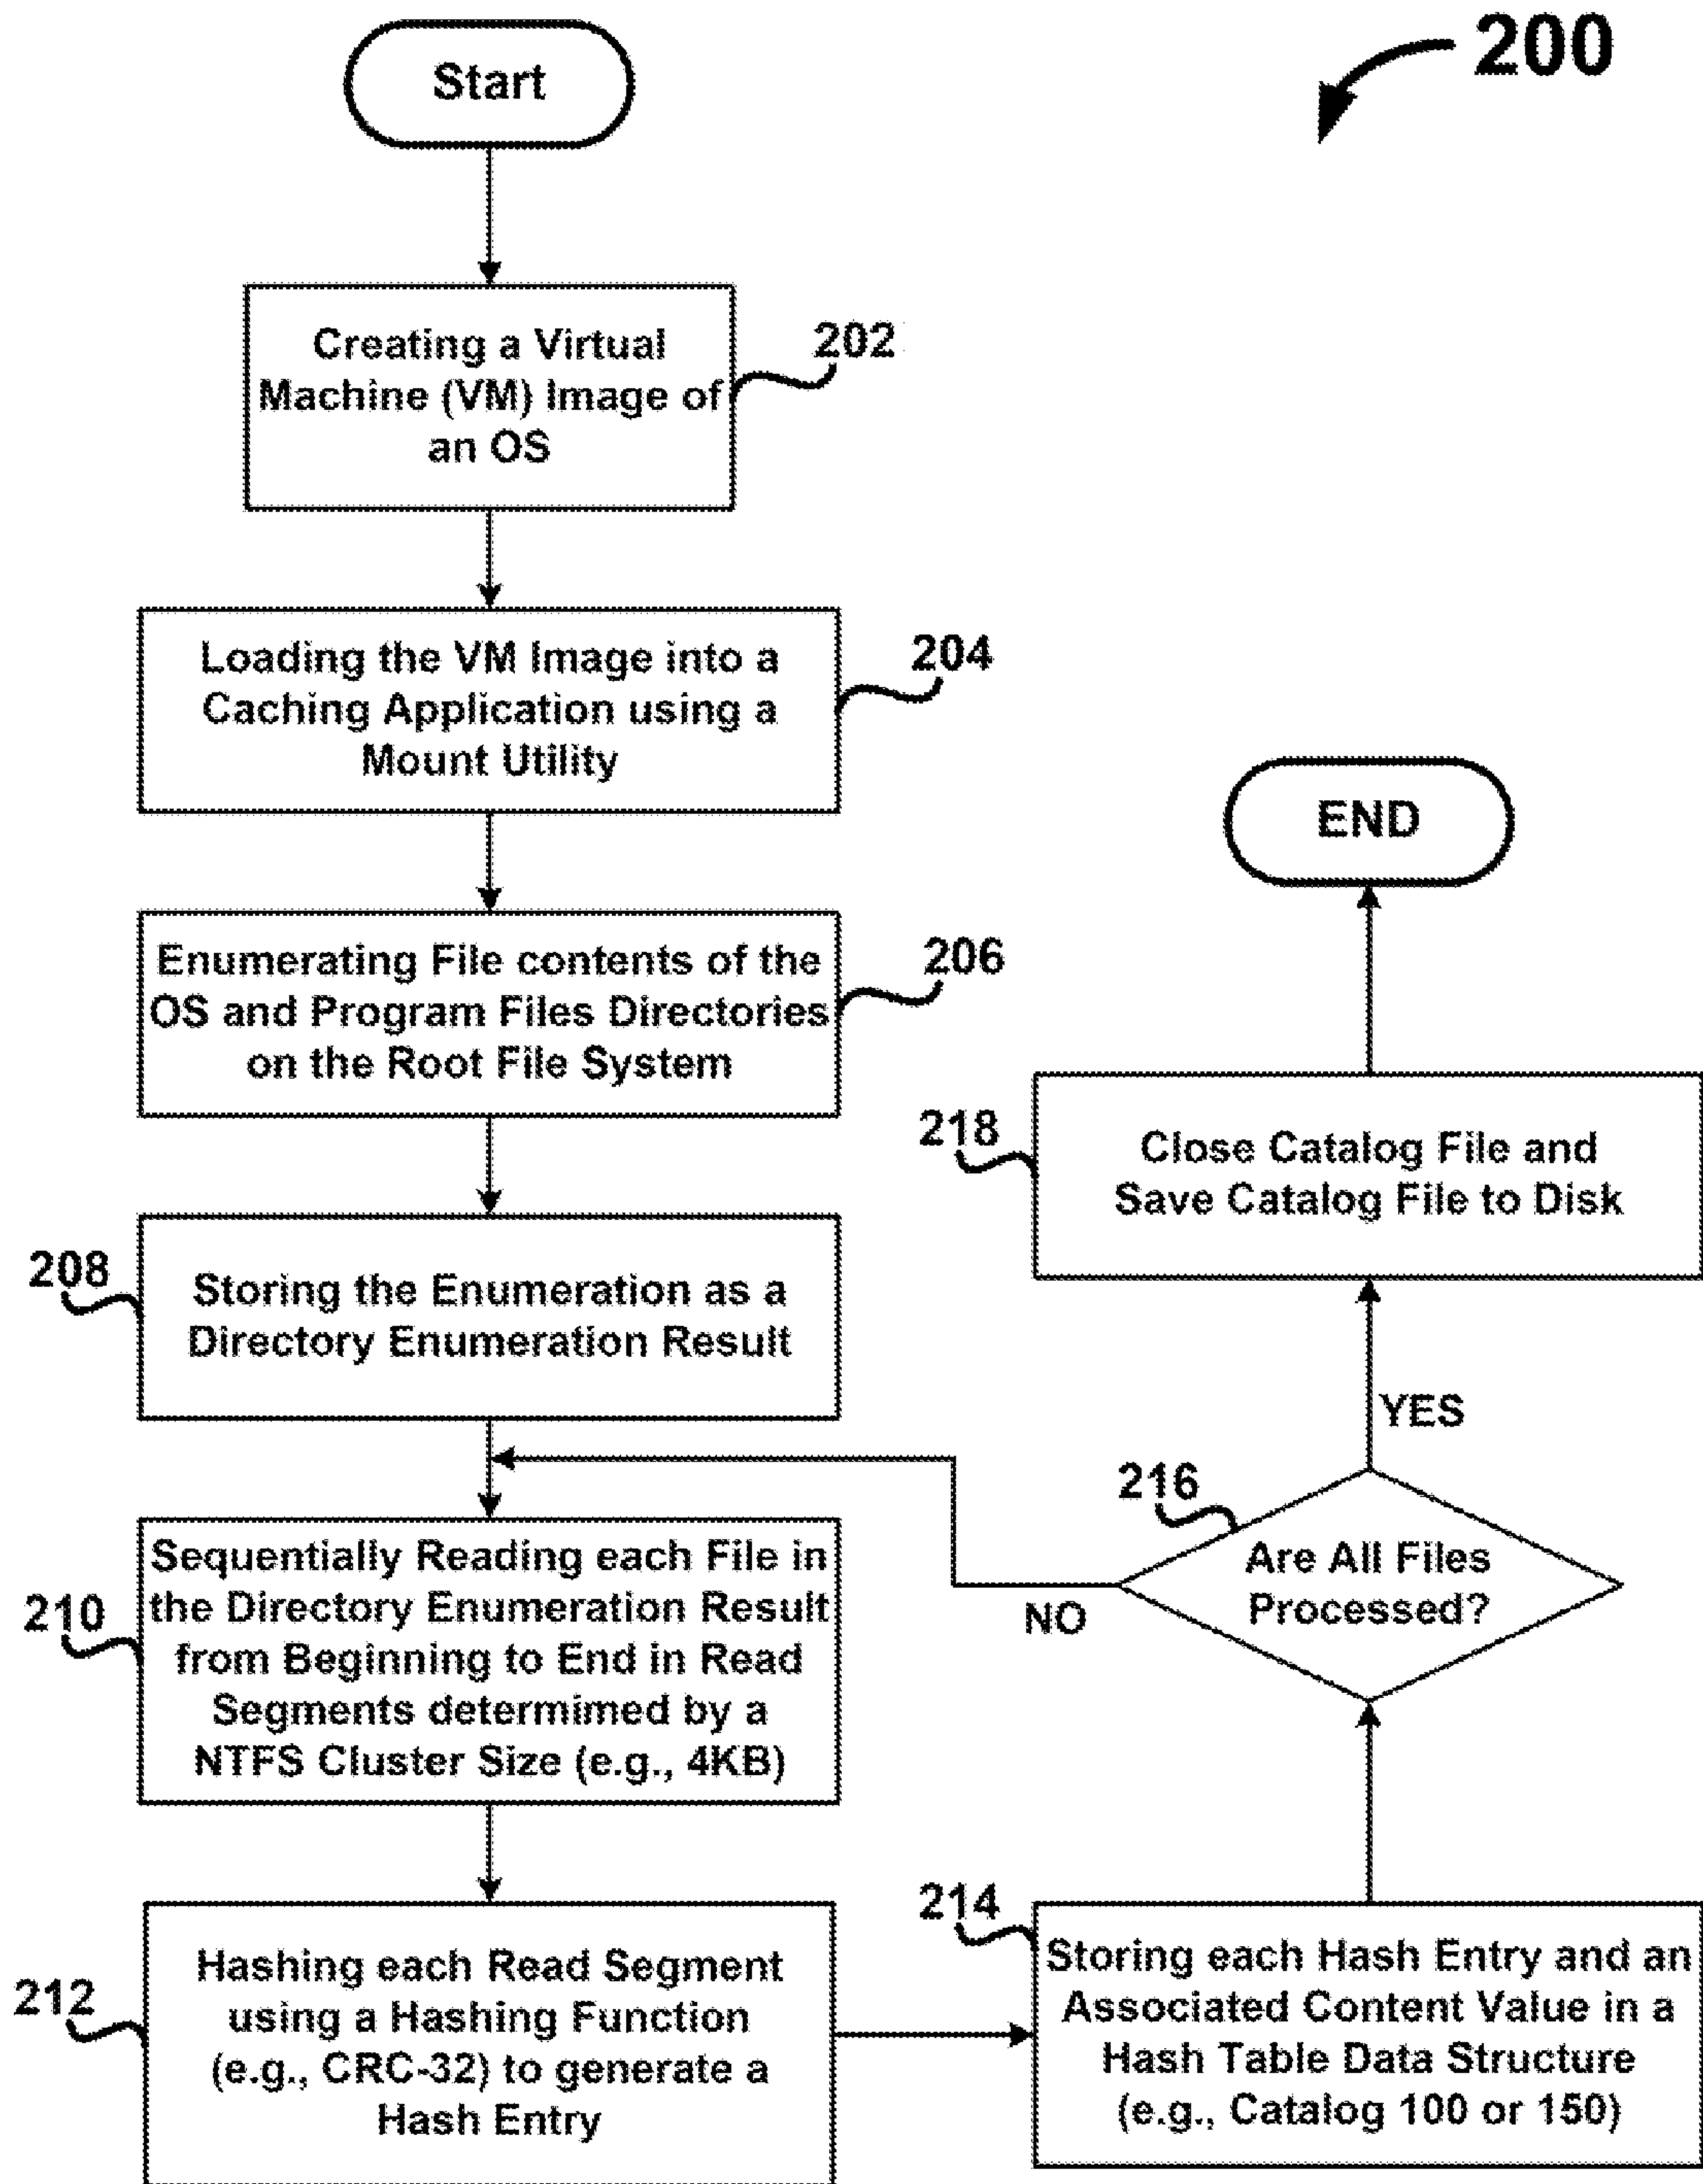 200
Start
Creating a Virtual
Machine (VM) Image of
an OS
202
Loading the VM Image into a
Caching Application using a
Mount Utility
204
Enumerating File contents of the
OS and Program Files Directories
on the Root File System
206
208
Storing the Enumeration as a
Directory Enumeration Result
210
Sequentially Reading each File in
the Directory Enumeration Result
from Beginning to End in Read
Segments determimed by a
NTFS Cluster Size (e.g., 4KB)
212
Hashing each Read Segment
using a Hashing Function
(e.g., CRC-32) to generate a
Hash Entry
214
Storing each Hash Entry and an
Associated Content Value in a
Hash Table Data Structure
(e.g., Catalog 100 or 150)
216
Are All Files
Processed?
NO
YES
218
Close Catalog File and
Save Catalog File to Disk
END